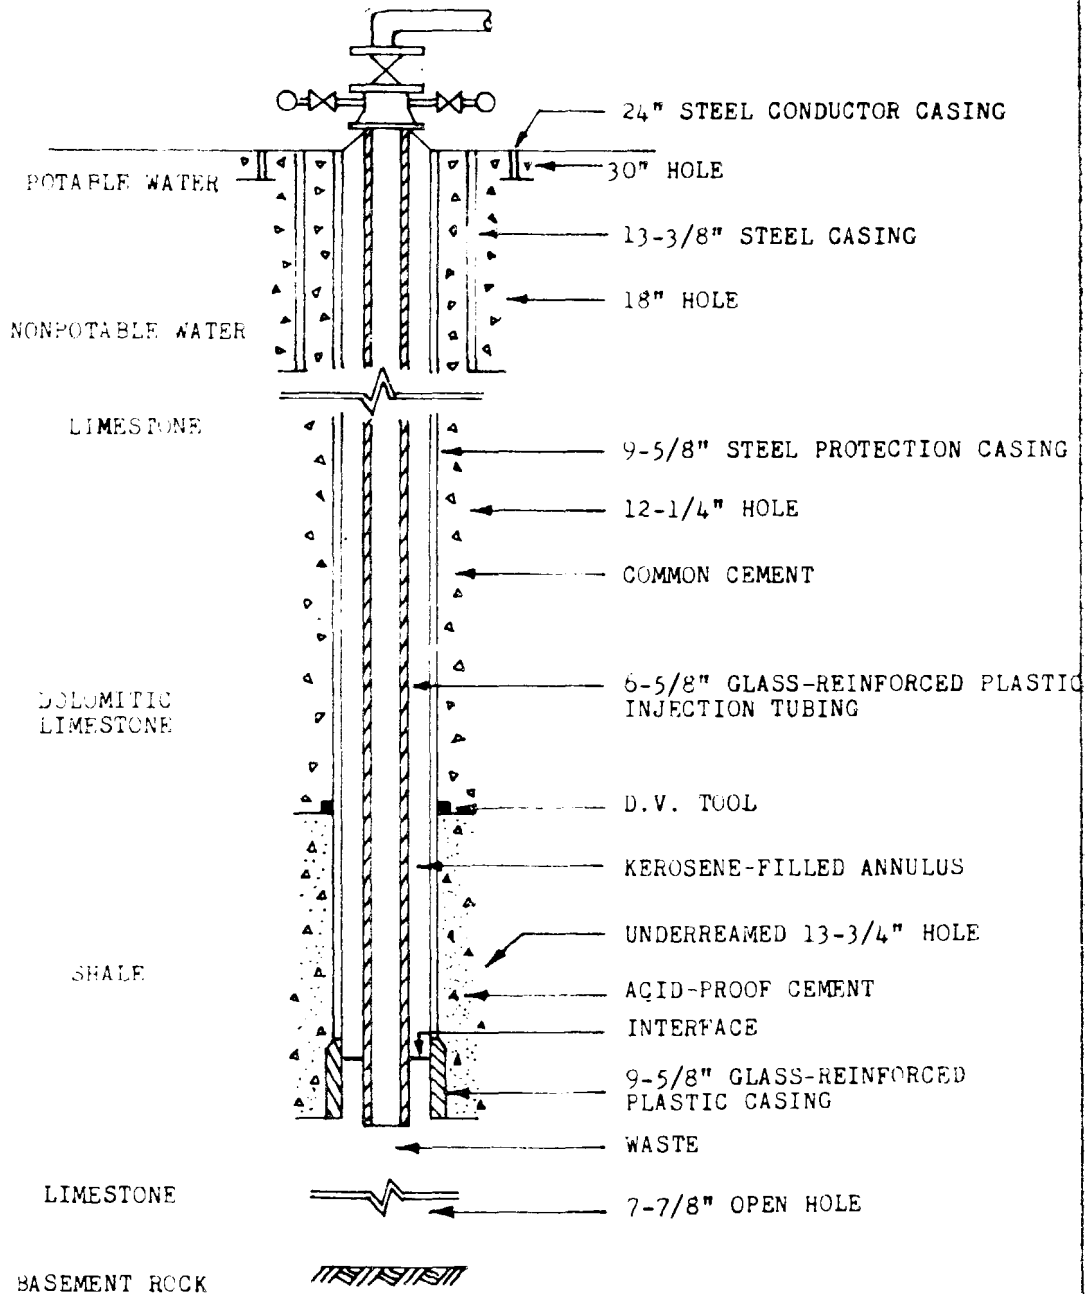 24" STEEL CONDUCTOR CASING
30" HOLE
POTABLE WATER
13-3/8" STEEL CASING
18" HOLE
NONPOTABLE WATER
LIMESTONE
9-5/8" STEEL PROTECTION CASING
12-1/4" HOLE
COMMON CEMENT
6-5/8" GLASS-REINFORCED PLASTIC
INJECTION TUBING
DOLOMITIC
LIMESTONE
D.V. TOOL
KEROSENE-FILLED ANNULUS
UNDERREAMED 13-3/4" HOLE
SHALE
ACID-PROOF CEMENT
INTERFACE
9-5/8" GLASS-REINFORCED
PLASTIC CASING
WASTE
LIMESTONE
7-7/8" OPEN HOLE
BASEMENT ROCK